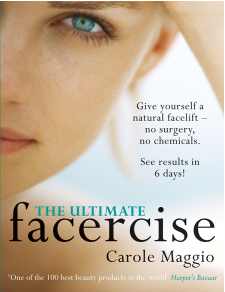 Give yourself a
natural facelift –
no surgery,
no chemicals.
See results in
6 days!
THE ULTIMATE
facercise
Carole Maggio
'One of the 100 best beauty products in the world' Harper's Bazaar